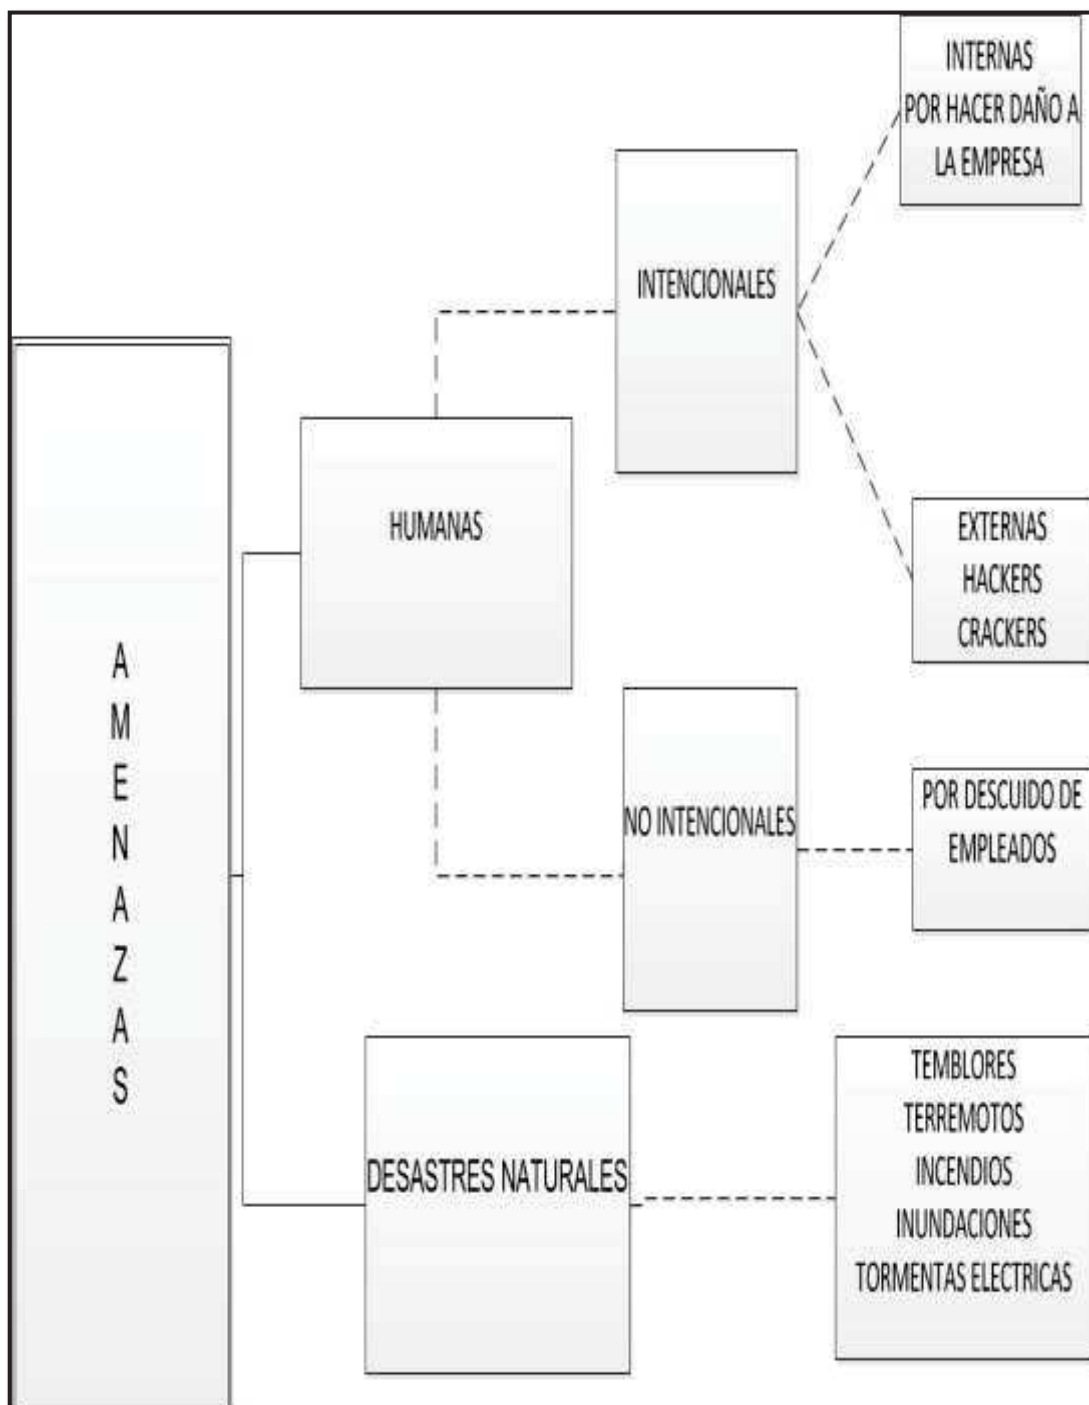 AMENAZAS
HUMANAS
INTENCIONALES
INTERNAS
POR HACER DAÑO A
LA EMPRESA
EXTERNAS
HACKERS
CRACKERS
NO INTENCIONALES
POR DESCUIDO DE
EMPLEADOS
DESASTRES NATURALES
TEMBLORES
TERREMOTOS
INCENDIOS
INUNDACIONES
TORMENTAS ELECTRICAS